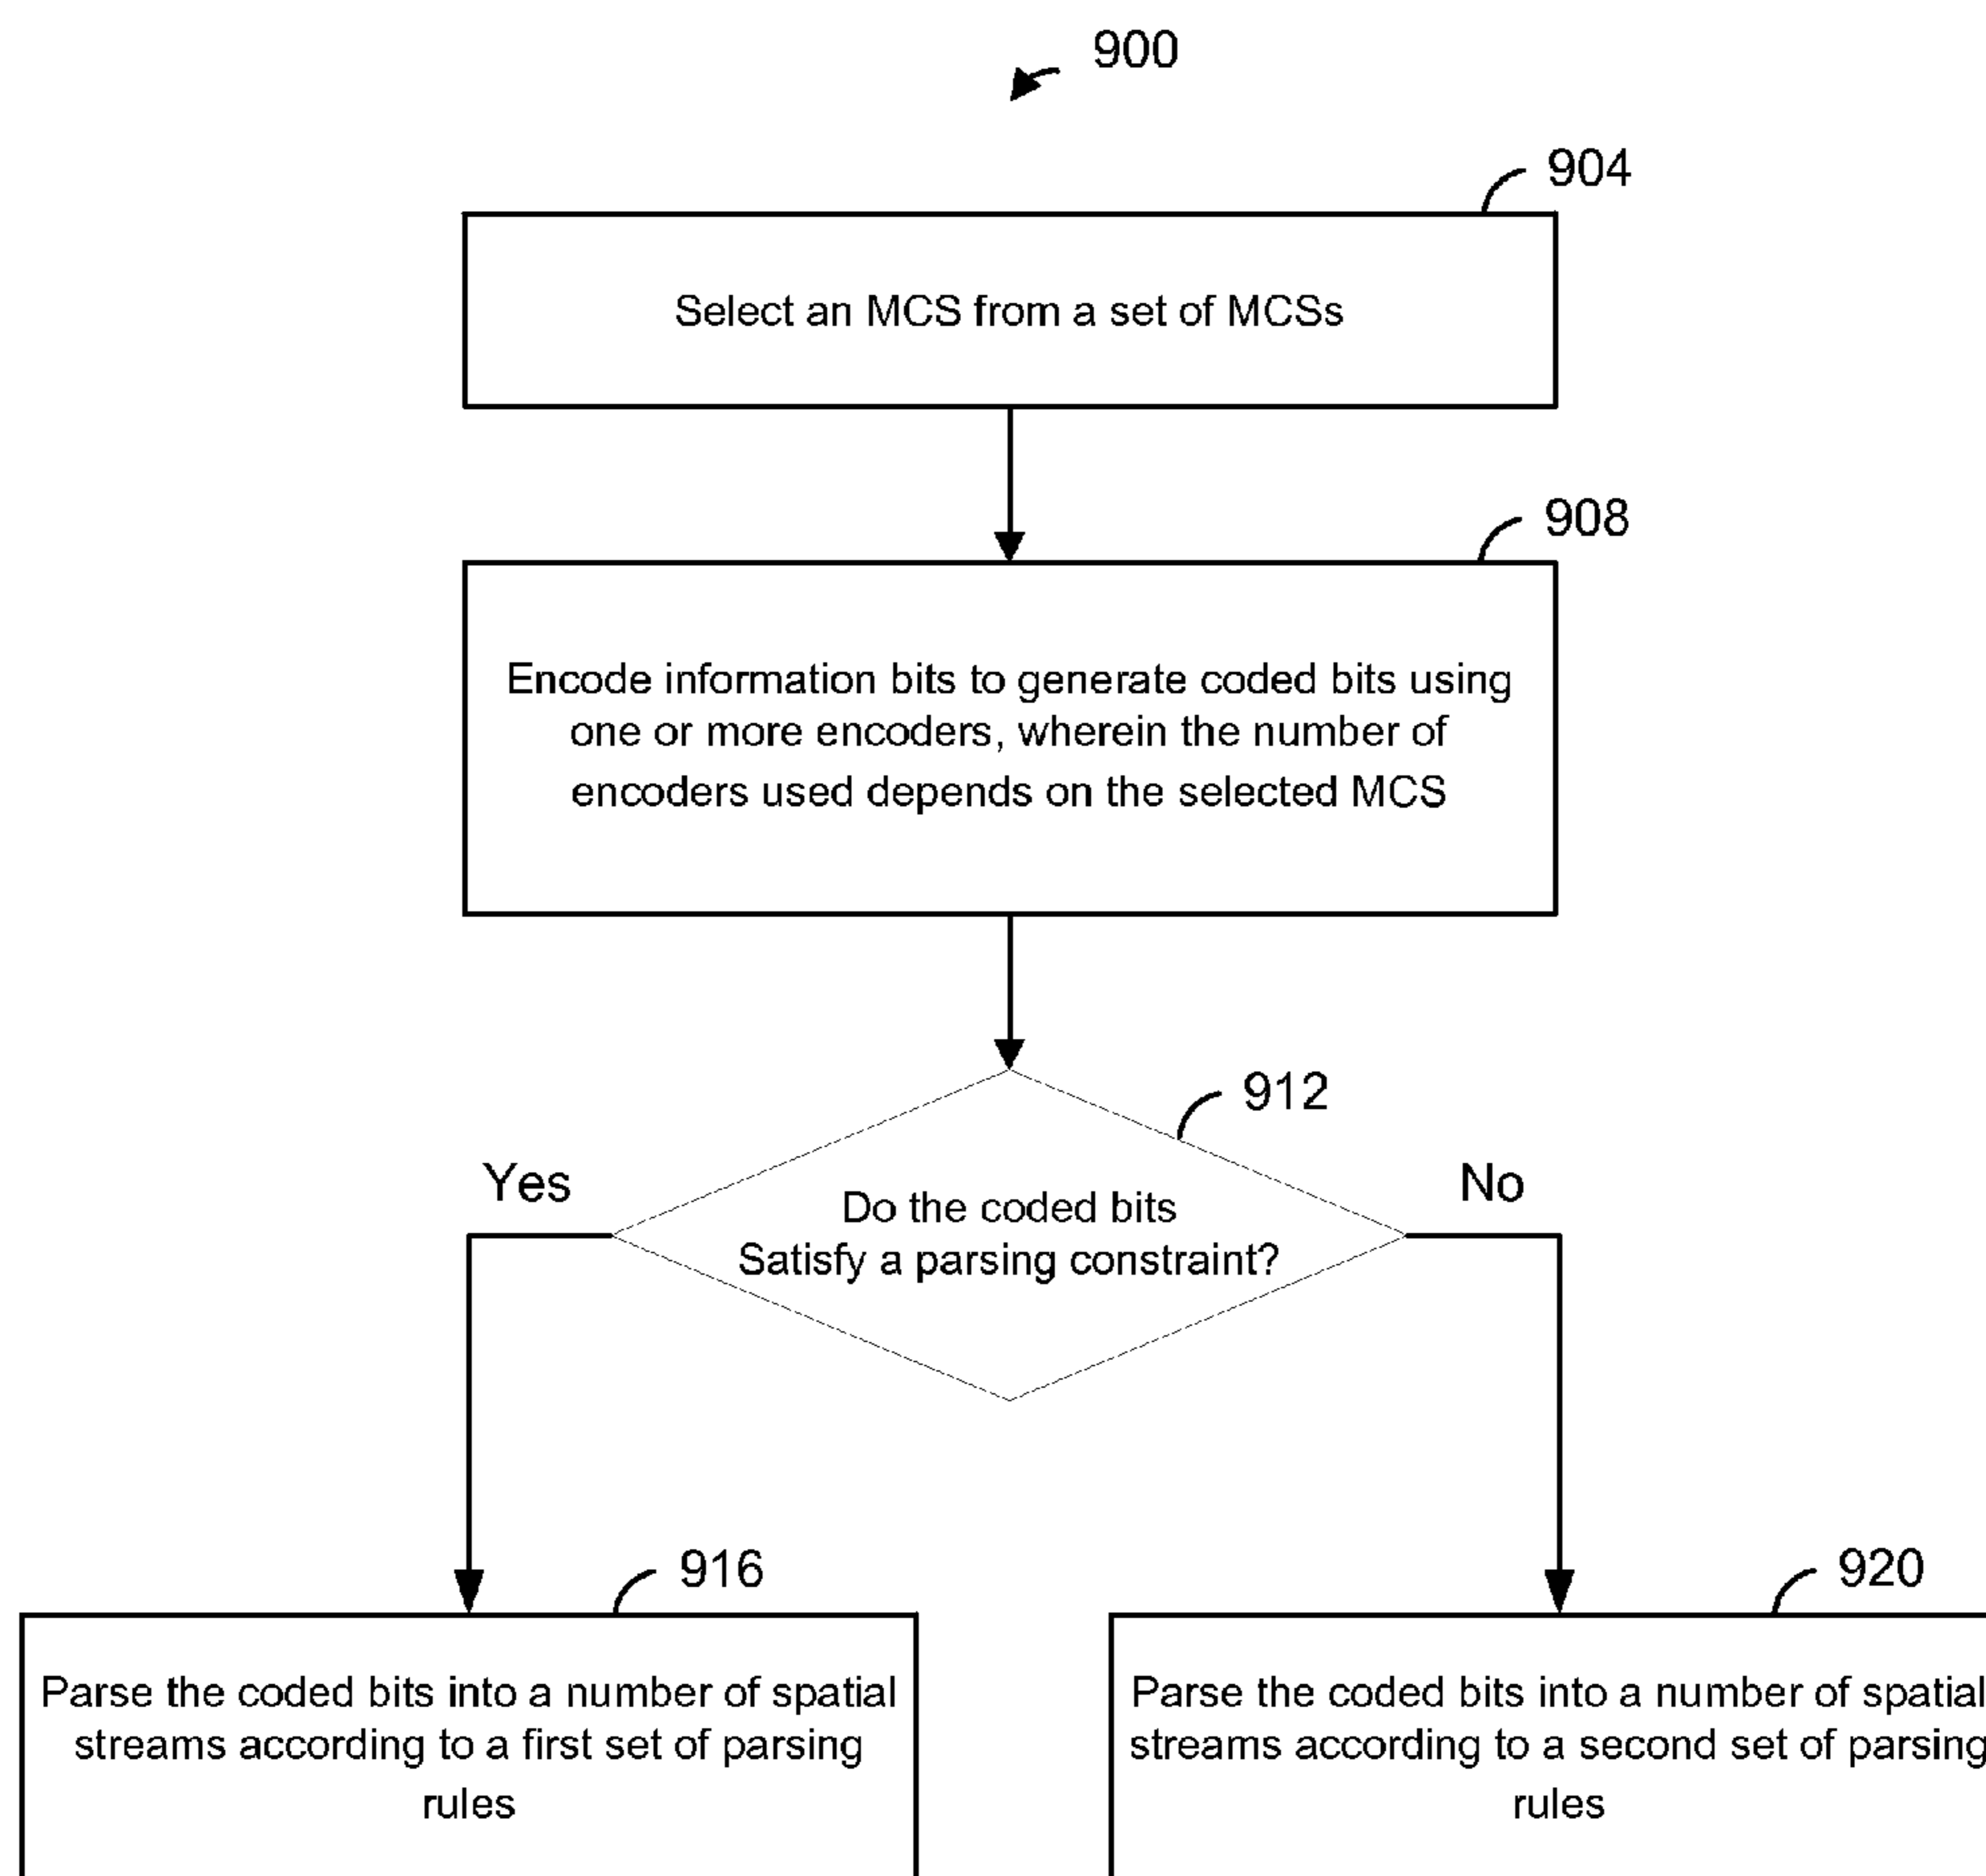 900
904
Select an MCS from a set of MCSs
908
Encode information bits to generate coded bits using
one or more encoders, wherein the number of
encoders used depends on the selected MCS
912
Yes
No
Do the coded bits
Satisfy a parsing constraint?
916
920
Parse the coded bits into a number of spatial
streams according to a first set of parsing
rules
Parse the coded bits into a number of spatial
streams according to a second set of parsing
rules